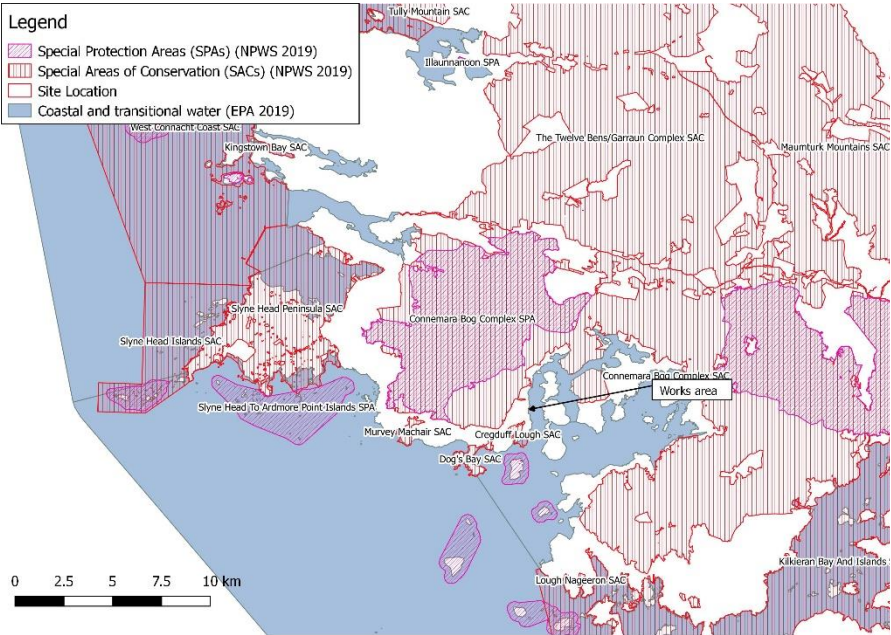 Legend
Special Protection Areas (SPAs) (NPWS 2019)
Special Areas of Conservation (SACs) (NPWS 2019)
Site Location
Coastal and transitional water (EPA 2019)
Tully Mountain SAC
Illaunnanoon SPA
West Connacht Coast SAC
Kingstown Bay SAC
The Twelve Bens/Garraun Complex SAC
Maumturk Mountains SAC
Slyne Head Peninsula SAC
Connemara Bog Complex SPA
Slyne Head Islands SAC
Connemara Bog Complex SAC
Works area
Slyne Head To Ardmore Point Islands SPA
Murvey Machair SAC
Cregduff Lough SAC
Dog's Bay SAC
Kilkieran Bay And Islands S
Lough Nageeron SAC
0 2.5 5 7.5 10 km